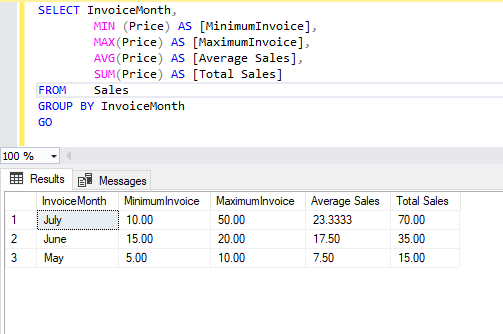 SELECT InvoiceMonth,
MIN (Price) AS [MinimumInvoice],
MAX(Price) AS [MaximumInvoice],
AVG(Price) AS [Average Sales],
SUM(Price) AS [Total Sales]
FROM Sales
GROUP BY InvoiceMonth
GO
100 %
Results Messages
InvoiceMonth MinimumInvoice MaximumInvoice Average Sales Total Sales
1 July 10.00 50.00 23.3333 70.00
2 June 15.00 20.00 17.50 35.00
3 May 5.00 10.00 7.50 15.00